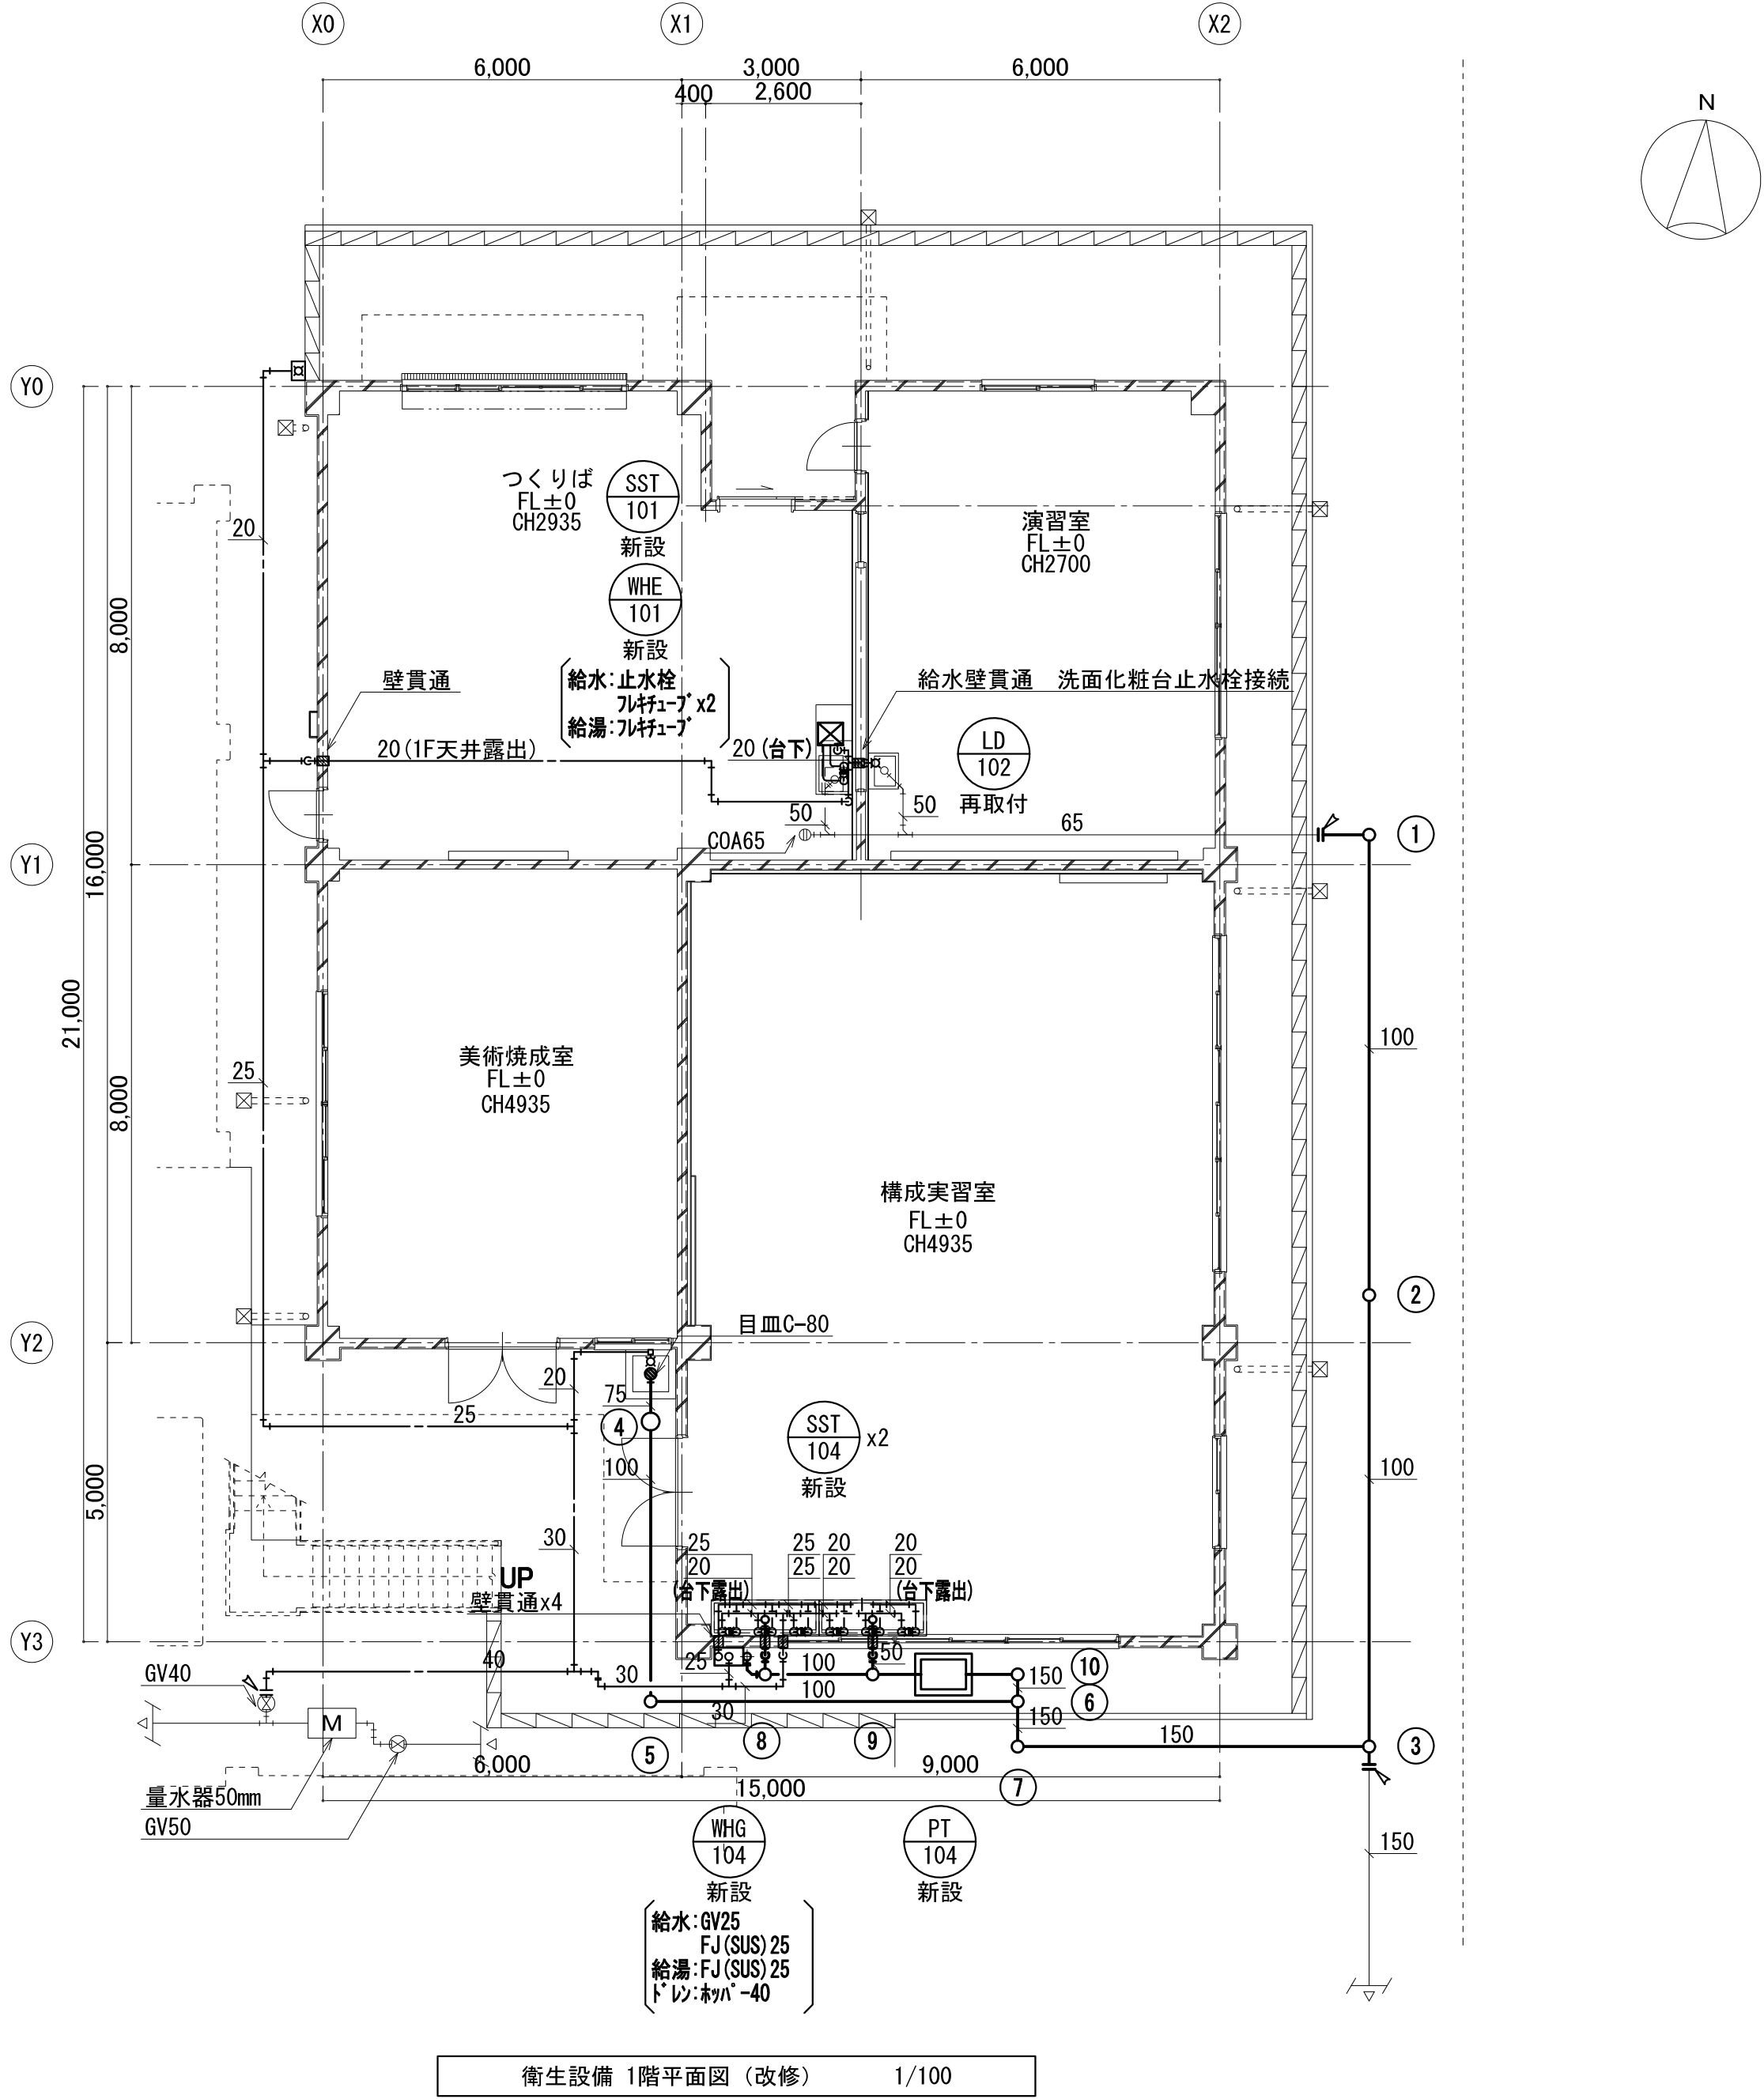 X0
X1
X2
6,000
3,000
6,000
400
2,600
N
Y0
つくりば
FL±0
CH2935
SST
101
新設
演習室
FL±0
CH2700
20
WHE
101
新設
8,000
壁貫通
給水:止水栓
フレキチューブx2
給湯:フレキチューブ
給水壁貫通 洗面化粧台止水栓接続
20(1F天井露出)
20(台下)
LD
102
再取付
50
50
65
COA65
1
Y1
16,000
21,000
100
美術焼成室
FL±0
CH4935
25
8,000
構成実習室
FL±0
CH4935
2
目皿C-80
Y2
20
75
25
4
SST
104
x2
新設
100
100
5,000
30
25
20
25
25
20
20
20
20
UP
(台下露出)
(台下露出)
壁貫通x4
Y3
GV40
40
30
25
100
50
100
150
10
6
30
150
150
3
M
5
8
9
7
6,000
9,000
15,000
量水器50mm
GV50
WHG
104
新設
PT
104
新設
150
給水:GV25
FJ(SUS)25
給湯:FJ(SUS)25
ドレン:ホッパー40
衛生設備 1階平面図(改修) 1/100